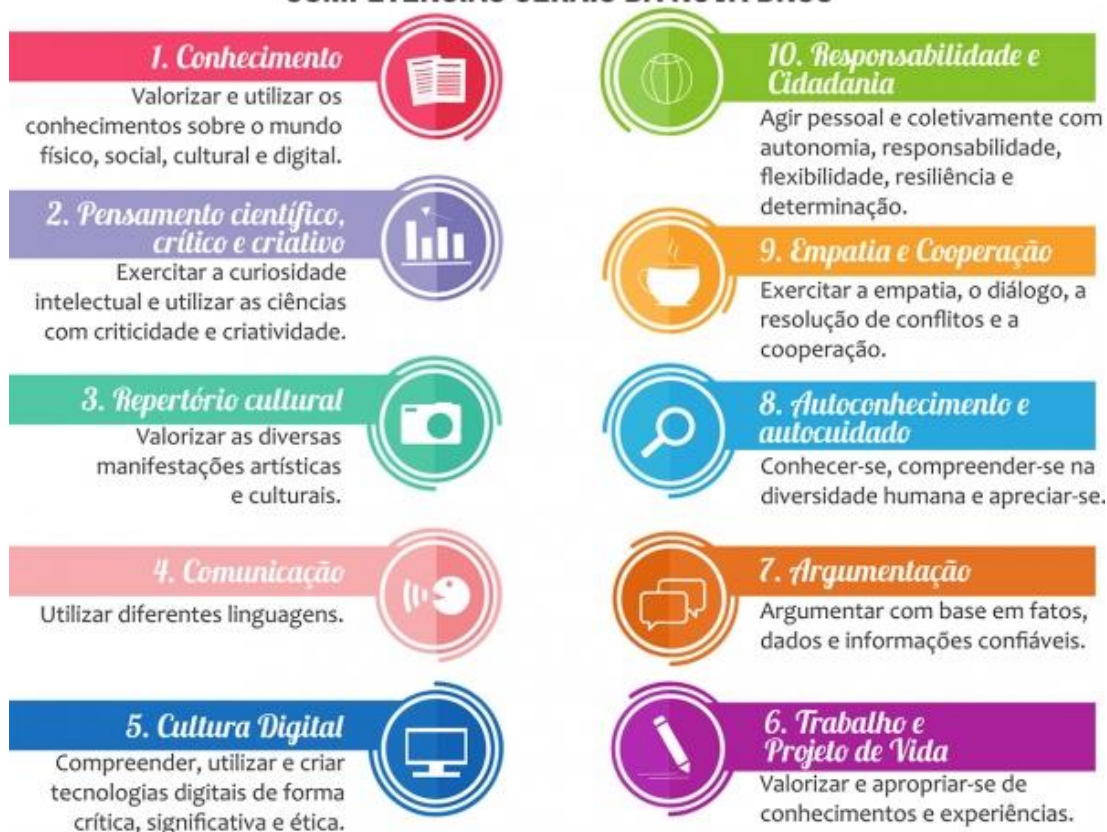 COMPETÊNCIAS GERAIS DA NOVA BNCC
1. Conhecimento
Valorizar e utilizar os
conhecimentos sobre o mundo
físico, social, cultural e digital.
2. Pensamento científico,
crítico e criativo
Exercitar a curiosidade
intelectual e utilizar as ciências
com criticidade e criatividade.
3. Repertório cultural
Valorizar as diversas
manifestações artísticas
e culturais.
4. Comunicação
Utilizar diferentes linguagens.
5. Cultura Digital
Compreender, utilizar e criar
tecnologias digitais de forma
crítica, significativa e ética.
10. Responsabilidade e
Cidadania
Agir pessoal e coletivamente com
autonomia, responsabilidade,
flexibilidade, resiliência e
determinação.
9. Empatia e Cooperação
Exercitar a empatia, o diálogo, a
resolução de conflitos e a
cooperação.
8. Autoconhecimento e
autocuidado
Conhecer-se, compreender-se na
diversidade humana e apreciar-se.
7. Argumentação
Argumentar com base em fatos,
dados e informações confiáveis.
6. Trabalho e
Projeto de Vida
Valorizar e apropriar-se de
conhecimentos e experiências.